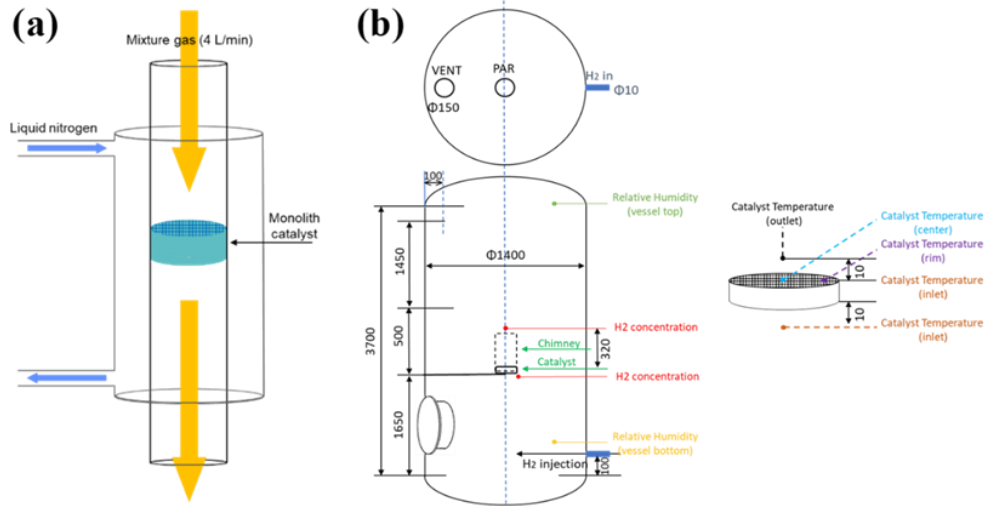 (a)
Mixture gas (4 L/min)
Liquid nitrogen
Monolith
catalyst
(b)
VENT
PAR
H2 in
Φ150
Φ10
100
Relative Humidity
(vessel top)
Φ1400
1450
500
3700
1650
H2 concentration
Chimney
320
Catalyst
H2 concentration
Relative Humidity
(vessel bottom)
H2 injection
100
Catalyst Temperature
(outlet)
Catalyst Temperature
(center)
Catalyst Temperature
(rim)
10
Catalyst Temperature
(inlet)
10
Catalyst Temperature
(inlet)